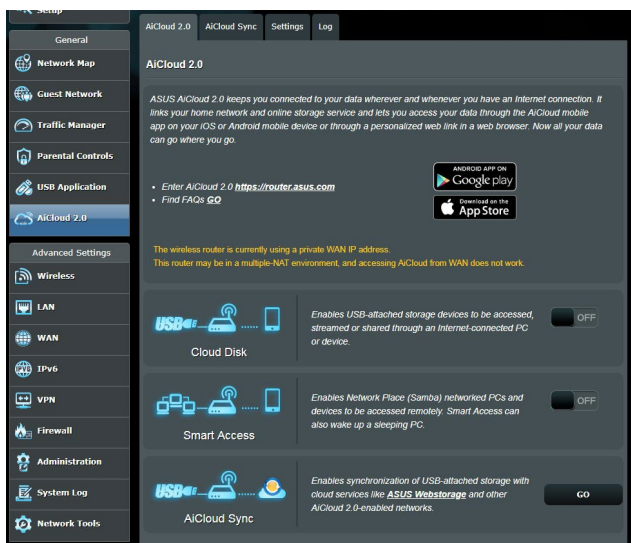 Setup
General
Network Map
Guest Network
Traffic Manager
Parental Controls
USB Application
AiCloud 2.0
Advanced Settings
Wireless
LAN
WAN
IPv6
VPN
Firewall
Administration
System Log
Network Tools
AiCloud 2.0 AiCloud Sync Settings Log
AiCloud 2.0
ASUS AiCloud 2.0 keeps you connected to your data wherever and whenever you have an Internet connection. It
links your home network and online storage service and lets you access your data through the AiCloud mobile
app on your iOS or Android mobile device or through a personalized web link in a web browser. Now all your data
can go where you go.
• Enter AiCloud 2.0 https://router.asus.com
• Find FAQs GO
ANDROID APP ON
Google play
Download on the
App Store
The wireless router is currently using a private WAN IP address.
This router may be in a multiple-NAT environment, and accessing AiCloud from WAN does not work.
USB
Cloud Disk
Enables USB-attached storage devices to be accessed,
streamed or shared through an Internet-connected PC
or device.
OFF
Smart Access
Enables Network Place (Samba) networked PCs and
devices to be accessed remotely. Smart Access can
also wake up a sleeping PC.
OFF
USB
AiCloud Sync
Enables synchronization of USB-attached storage with
cloud services like ASUS Webstorage and other
AiCloud 2.0-enabled networks.
GO